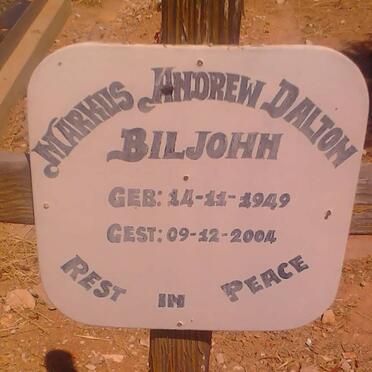 MARKUS ANDREW DALTON
BILJOHN
GEB: 14-11-1949
GEST: 09-12-2004
REST IN PEACE